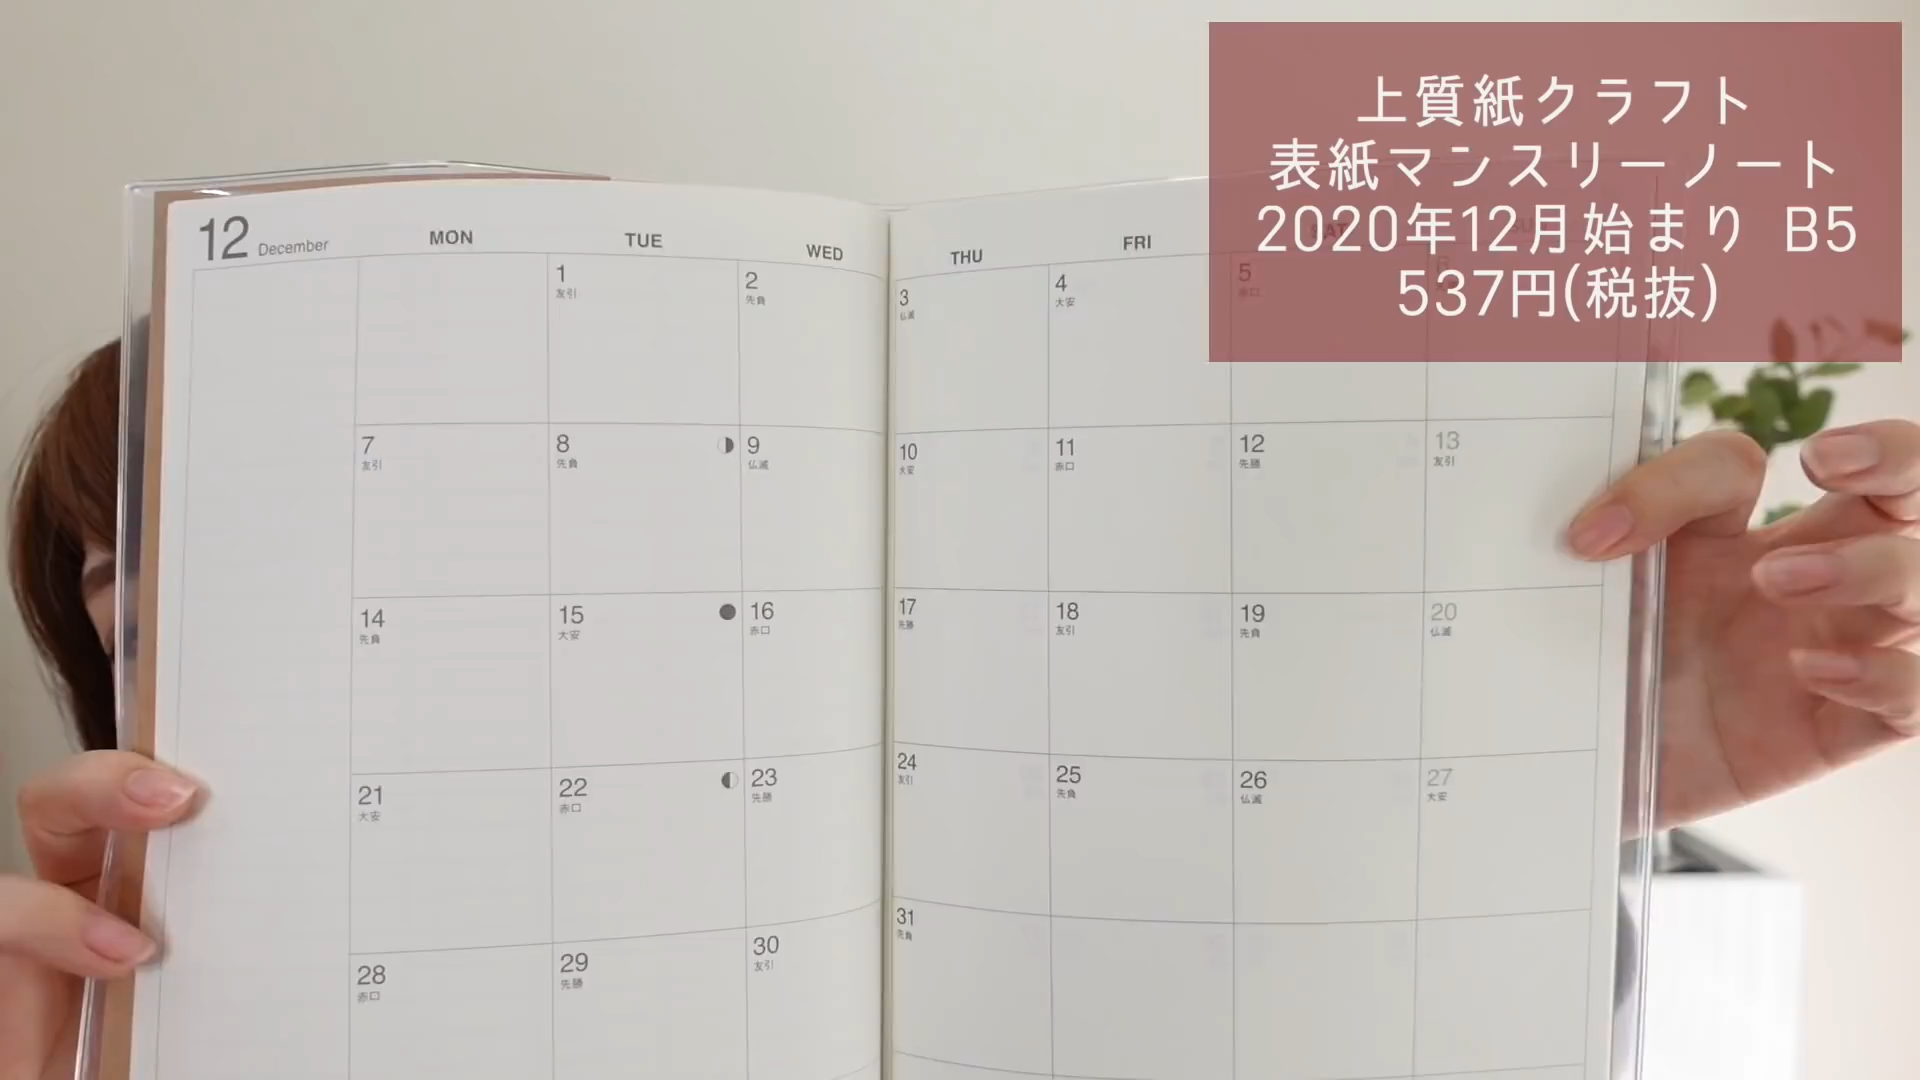 上質紙クラフト
表紙マンスリーノート
2020年12月始まり B5
537円(税抜)
12 December
MON TUE WED THU FRI SAT SUN
1 2 3 4 5 6
友引 先負 仏滅 大安 赤口
7 8 9 10 11 12 13
友引 先負 仏滅 大安 赤口 先勝 友引
14 15 16 17 18 19 20
先負 大安 赤口 先勝 友引 先負 仏滅
21 22 23 24 25 26 27
大安 赤口 先勝 友引 先負 仏滅 大安
28 29 30 31
赤口 先勝 友引 先負